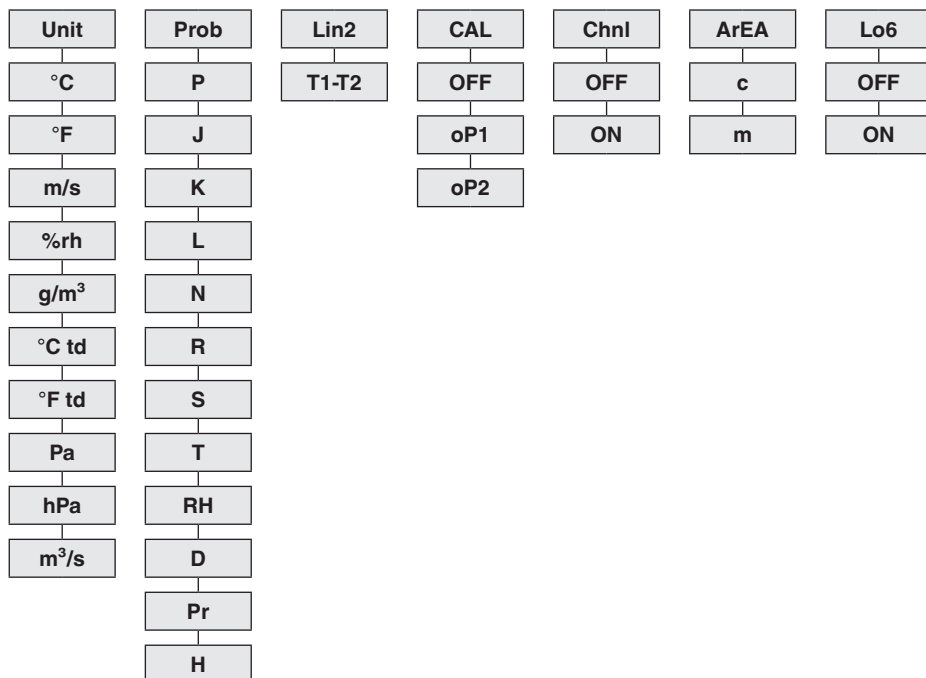 Unit Prob Lin2 CAL Chnl ArEA Lo6
°C P T1-T2 OFF OFF c OFF
°F J oP1 ON m ON
m/s K oP2
%rh L
g/m³ N
°C td R
°F td S
Pa T
hPa RH
m³/s D
Pr
H